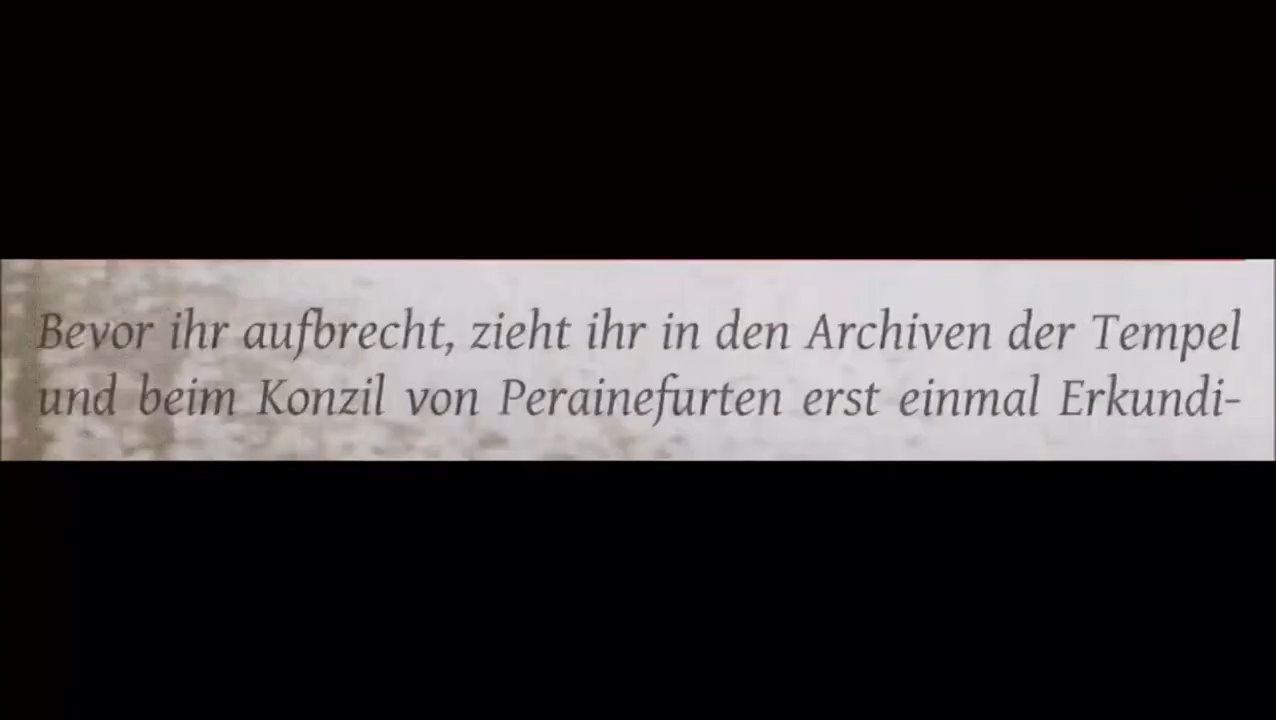 Bevor ihr aufbrecht, zieht ihr in den Archiven der Tempel
und beim Konzil von Perainefurten erst einmal Erkundi-